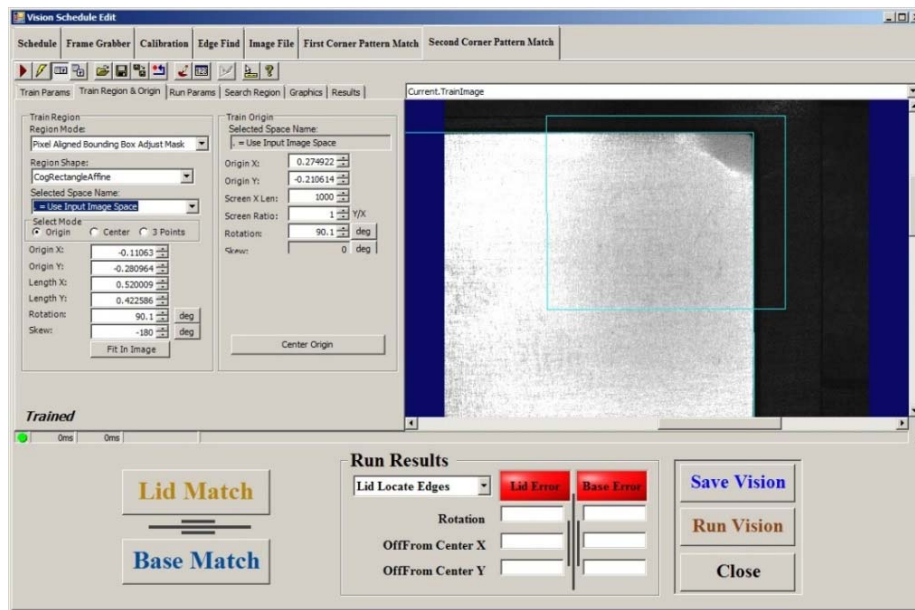 Vision Schedule Edit
Schedule Frame Grabber Calibration Edge Find Image File First Corner Pattern Match Second Corner Pattern Match
Train Params Train Region & Origin Run Params Search Region Graphics Results
Current.TrainImage
Train Region
Region Mode:
Pixel Aligned Bounding Box Adjust Mask
Region Shape:
CogRectangleAffine
Selected Space Name:
. = Use Input Image Space
Select Mode
Origin Center 3 Points
Origin X: -0.11063
Origin Y: -0.280964
Length X: 0.520009
Length Y: 0.422586
Rotation: 90.1 deg
Skew: -180 deg
Fit In Image
Train Origin
Selected Space Name:
. = Use Input Image Space
Origin X: 0.274922
Origin Y: -0.210614
Screen X Len: 1000
Screen Ratio: 1 Y/X
Rotation: 90.1 deg
Skew: 0 deg
Center Origin
Trained
0ms 0ms
Lid Match
Base Match
Run Results
Lid Locate Edges Lid Error Base Error
Rotation
OffFrom Center X
OffFrom Center Y
Save Vision
Run Vision
Close